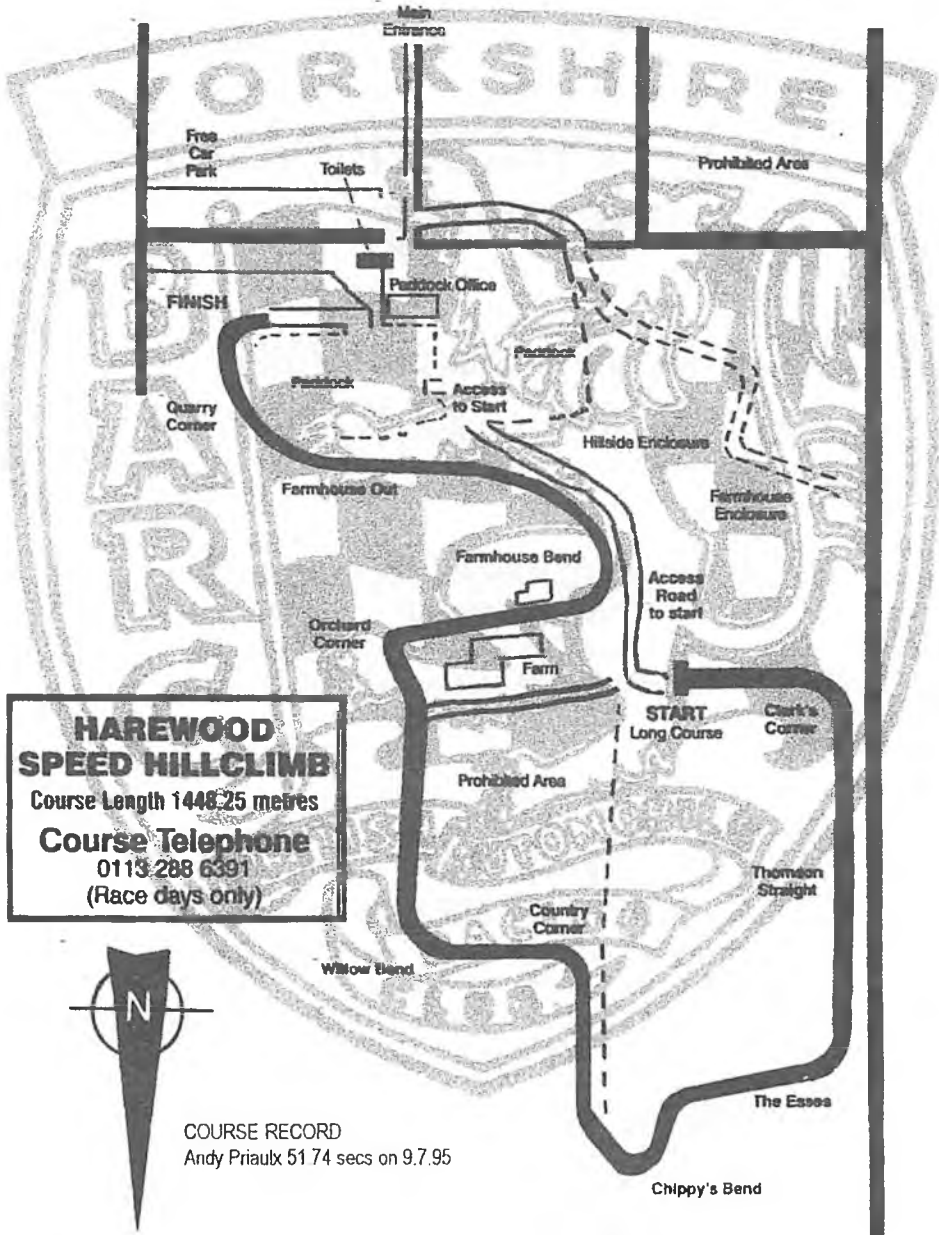 Main
Entrance
YORKSHIRE
Free
Car
Park
Toilets
Prohibited Area
FINISH
Paddock Office
Paddock
Paddock
Access
to Start
Quarry
Corner
Hillside Enclosure
Farmhouse Out
Farmhouse
Enclosure
Farmhouse Bend
Access
Road
to start
Orchard
Corner
Farm
START
Long Course
Clark's
Corner
HAREWOOD
SPEED HILLCLIMB
Course Length 1448.25 metres
Course Telephone
0113 288 6391
(Race days only)
Prohibited Area
Thomson
Straight
Country
Corner
Willow Bend
N
The Esses
COURSE RECORD
Andy Priaulx 51.74 secs on 9.7.95
Chippy's Bend
BARC